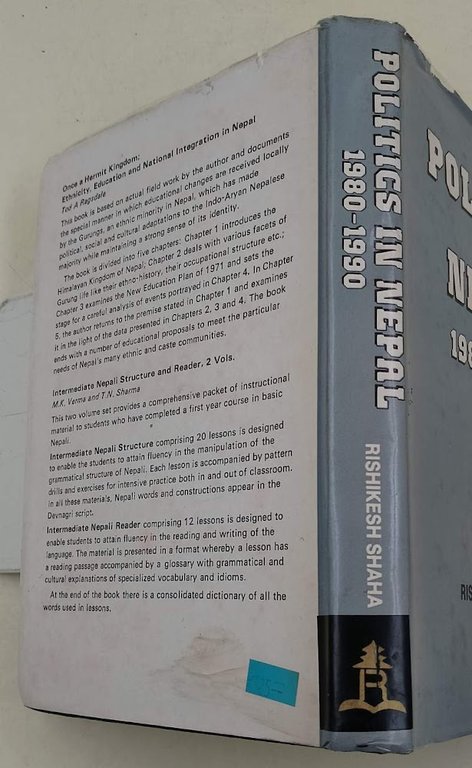 Once a Hermit Kingdom:
Ethnicity, Education and National Integration in Nepal
Tod A Ragsdale
This book is based on actual field work by the author and documents
the special manner in which educational changes are received locally
by the Gurungs, an ethnic minority in Nepal, which has made
political, social and cultural adaptations to the Indo-Aryan Nepalese
majority while maintaining a strong sense of its identity.
The book is divided into five chapters: Chapter 1 introduces the
Himalayan Kingdom of Nepal; Chapter 2 deals with various facets of
Gurung life like their ethno-history, their occupational structure etc.;
Chapter 3 examines the New Education Plan of 1971 and sets the
stage for a careful analysis of events portrayed in Chapter 4. In Chapter
5, the author returns to the premise stated in Chapter 1 and examines
it in the light of the data presented in Chapters 2, 3 and 4. The book
ends with a number of educational proposals to meet the particular
needs of Nepal's many ethnic and caste communities.
Intermediate Nepali Structure and Reader, 2 Vols.
M.K. Verma and T.N. Sharma
This two volume set provides a comprehensive packet of instructional
material to students who have completed a first year course in basic
Nepali.
Intermediate Nepali Structure comprising 20 lessons is designed
to enable the students to attain fluency in the manipulation of the
grammatical structure of Nepali. Each lesson is accompanied by pattern
drills and exercises for intensive practice both in and out of classroom.
In all these materials, Nepali words and constructions appear in the
Devnagri script.
Intermediate Nepali Reader comprising 12 lessons is designed to
enable students to attain fluency in the reading and writing of the
language. The material is presented in a format whereby a lesson has
a reading passage accompanied by a glossary with grammatical and
cultural explanations of specialized vocabulary and idioms.
At the end of the book there is a consolidated dictionary of all the
words used in lessons.
POLITICS IN NEPAL
1980-1990
RISHIKESH SHAHA
R
POL
NE
198
RIS